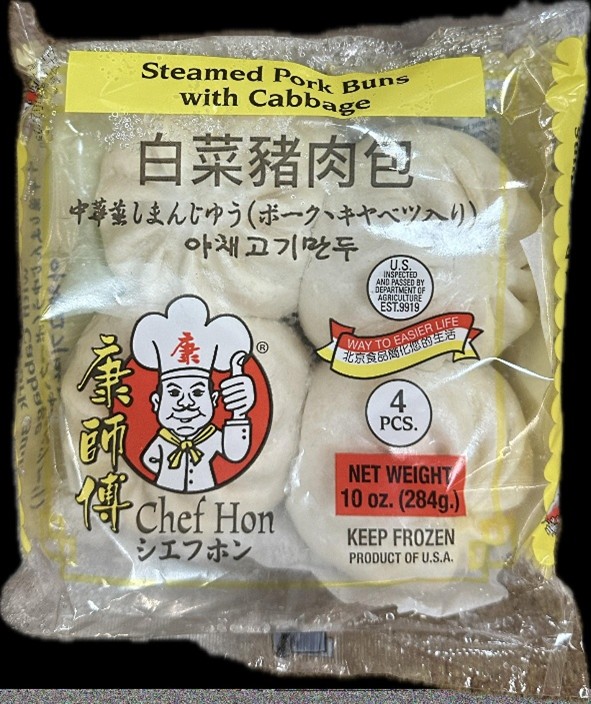 Steamed Pork Buns
with Cabbage
白菜豬肉包
中華蒸しまんじゆう(ポーク、キヤベツ入り)
야채고기만두
U.S.
INSPECTED
AND PASSED BY
DEPARTMENT OF
AGRICULTURE
EST.9919
WAY TO EASIER LIFE
北京食品簡化您的生活
4
PCS.
康
®
康師傅
Chef Hon
シェフホン
NET WEIGHT
10 oz. (284g.)
KEEP FROZEN
PRODUCT OF U.S.A.